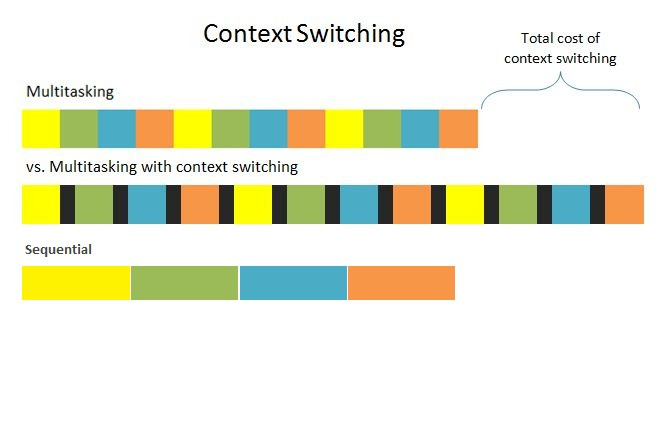 Context Switching
Total cost of
context switching
Multitasking
vs. Multitasking with context switching
Sequential